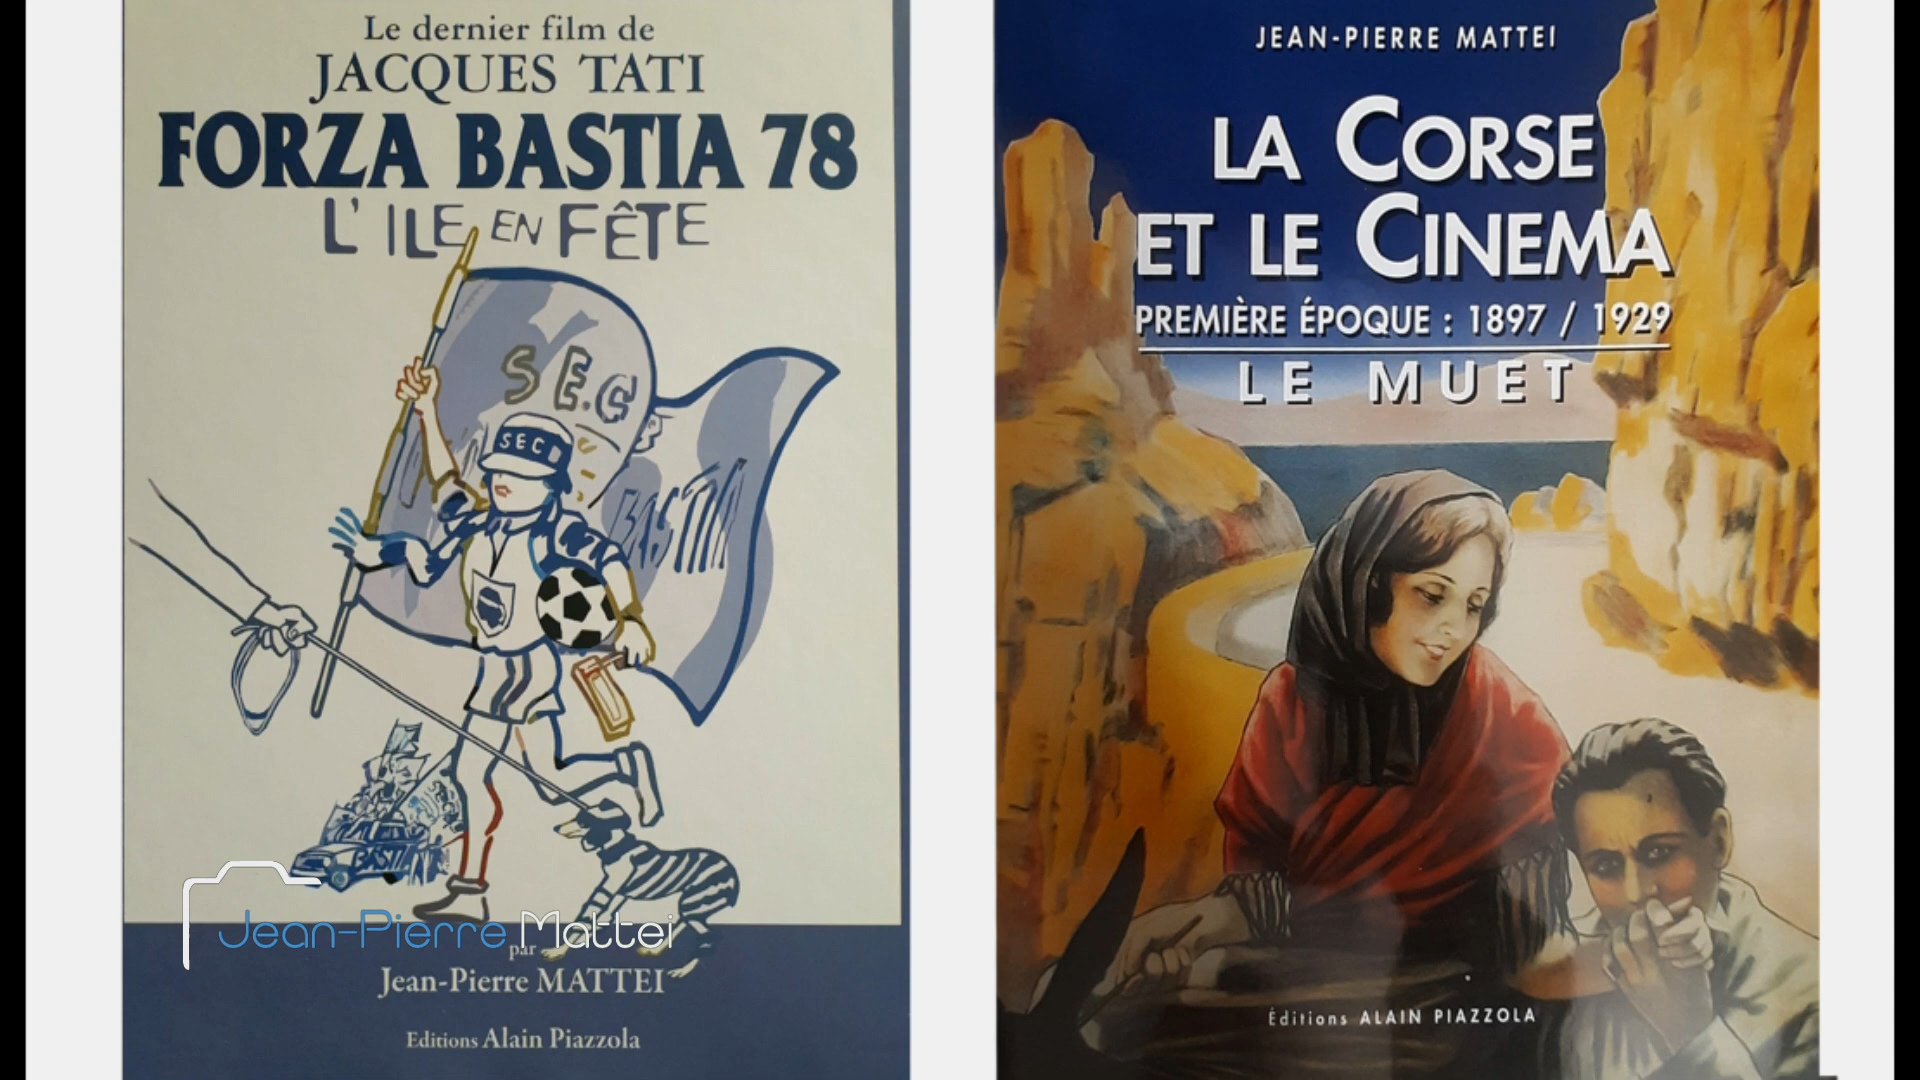 Le dernier film de
JACQUES TATI
FORZA BASTIA 78
L'ILE EN FÊTE
S.E.C
SECB
BASTIA
BASTI
Jean-Pierre Mattei
par
Jean-Pierre MATTEI
Editions Alain Piazzola
JEAN-PIERRE MATTEI
LA CORSE
ET LE CINEMA
PREMIÈRE ÉPOQUE : 1897 / 1929
LE MUET
Éditions ALAIN PIAZZOLA